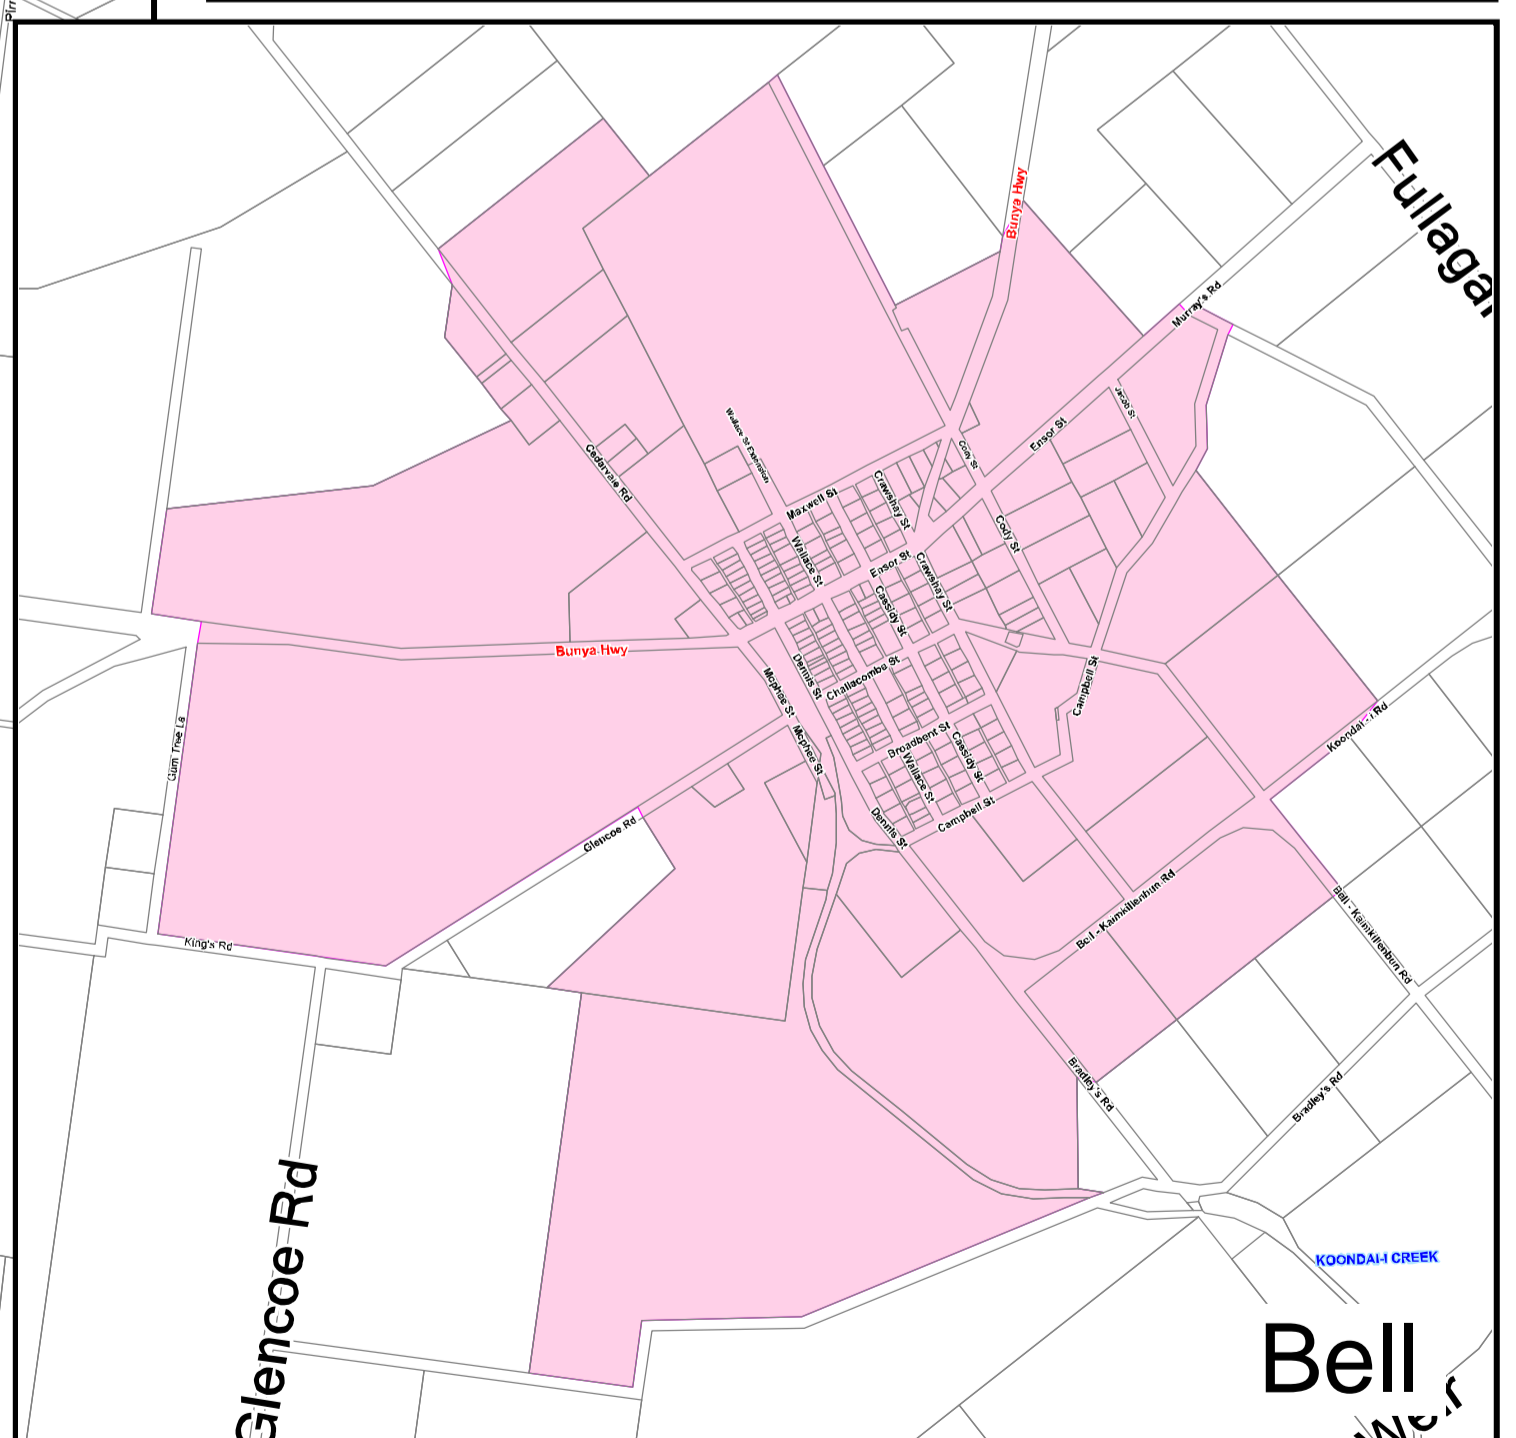 Pirr
Fullagar
Bunya Hwy
Murray's Rd
Jacob St
Wallace St Extension
Cory St
Ensor St
Cedarvale Rd
Crawshay St
Maxwell St
Cody St
Wallace St
Ensor St
Crawshay St
Cassidy St
Bunya Hwy
Dennis St
Challacombe St
Mcphee St
Campbell St
Gum Tree La
Koondai-I Rd
Mcphee St
Broadbent St
Cassidy St
Wallace St
Glencoe Rd
Dennis St
Campbell St
Bell - Kaimkillenbun Rd
Bell - Kaimkillenbun Rd
King's Rd
Bradley's Rd
Bradley's Rd
Glencoe Rd
KOONDAI-I CREEK
Bell
Weir